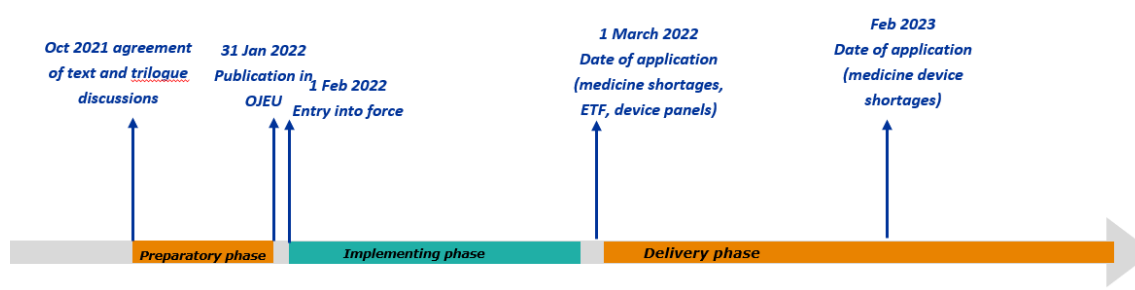 Oct 2021 agreement
of text and triloque
discussions
31 Jan 2022
Publication in
OJEU
1 Feb 2022
Entry into force
1 March 2022
Date of application
(medicine shortages,
ETF, device panels)
Feb 2023
Date of application
(medicine device
shortages)
Preparatory phase
Implementing phase
Delivery phase